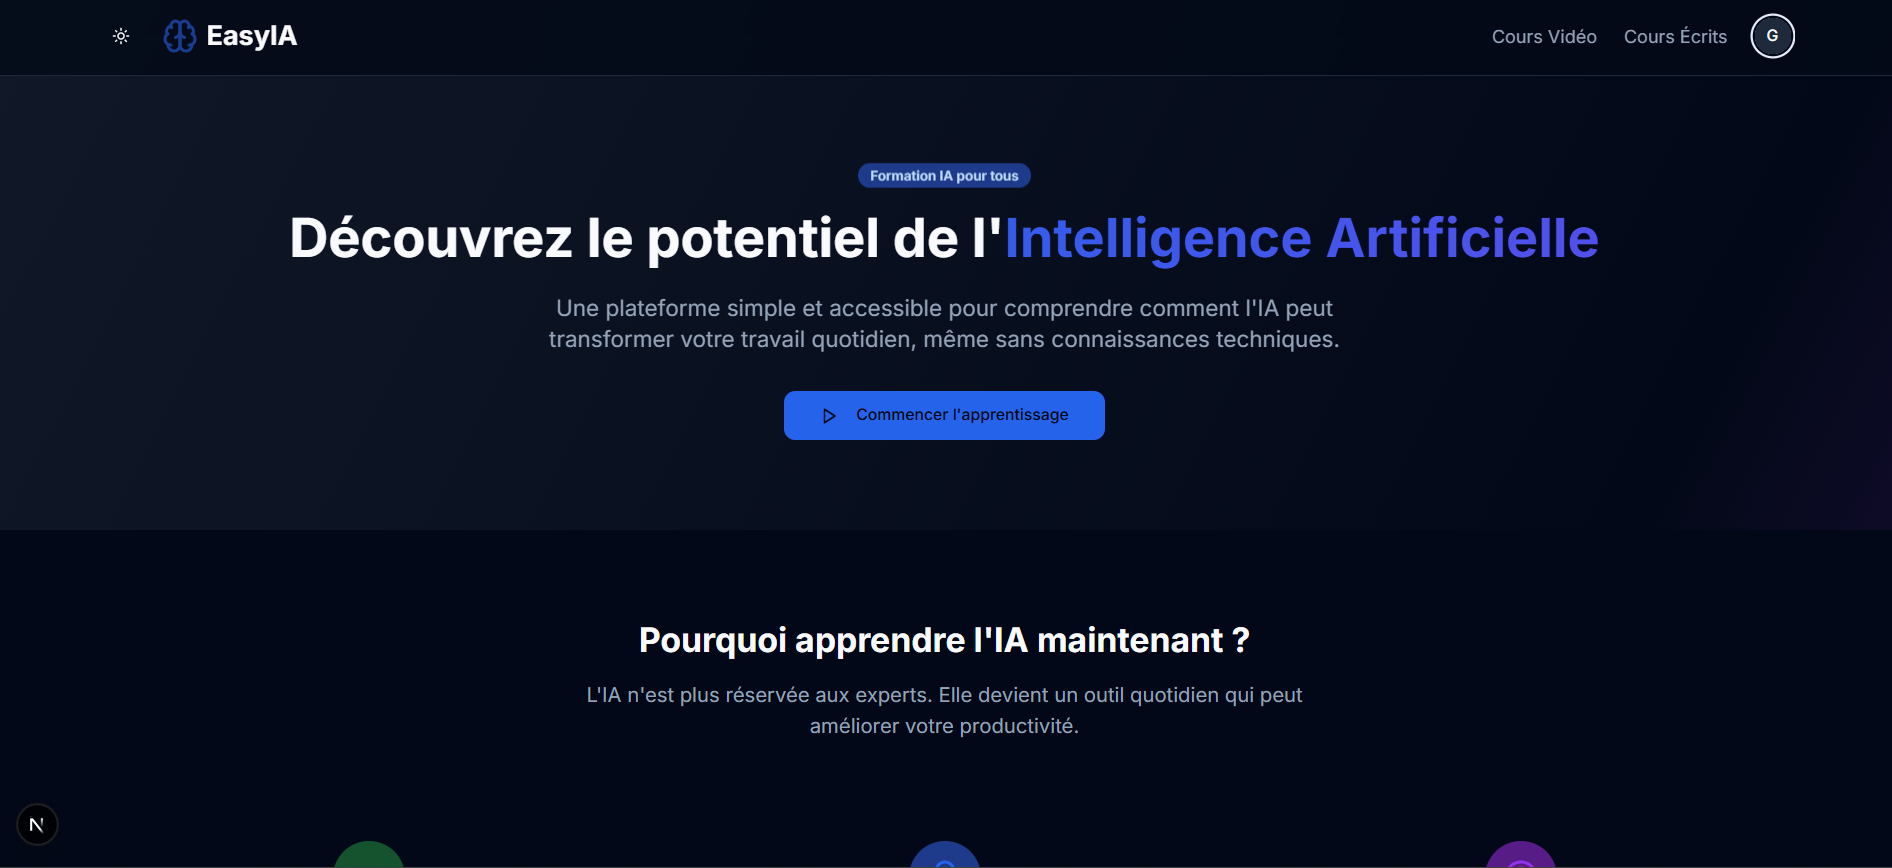 EasyIA
Cours Vidéo
Cours Écrits
G
Formation IA pour tous
Découvrez le potentiel de l'Intelligence Artificielle
Une plateforme simple et accessible pour comprendre comment l'IA peut
transformer votre travail quotidien, même sans connaissances techniques.
Commencer l'apprentissage
Pourquoi apprendre l'IA maintenant ?
L'IA n'est plus réservée aux experts. Elle devient un outil quotidien qui peut
améliorer votre productivité.
N